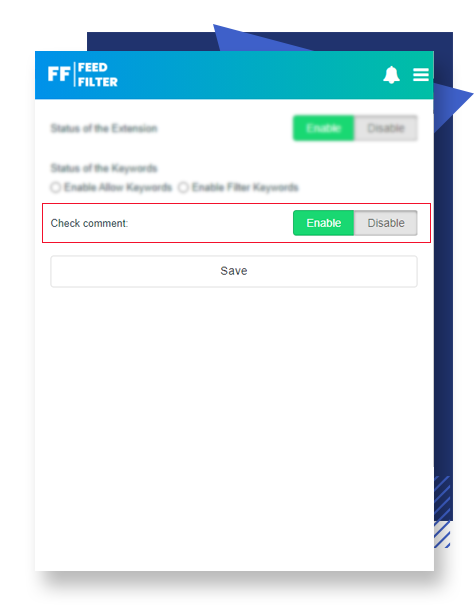 FF FEED
FILTER
Status of the Extension Enable Disable
Status of the Keywords
Enable Allow Keywords Enable Filter Keywords
Check comment: Enable Disable
Save